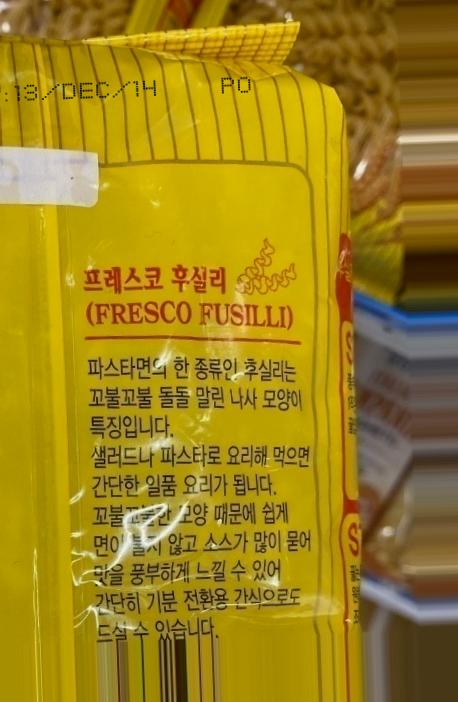 :13/DEC/14 PO
프레스코 후실리
(FRESCO FUSILLI)
파스타면의 한 종류인 후실리는
꼬불꼬불 돌돌 말린 나사 모양이
특징입니다.
샐러드나 파스타로 요리해 먹으면
간단한 일품 요리가 됩니다.
꼬불꼬불한 모양 때문에 쉽게
면이 불지 않고 소스가 많이 묻어
맛을 풍부하게 느낄 수 있어
간단히 기분 전환용 간식으로도
드실 수 있습니다.